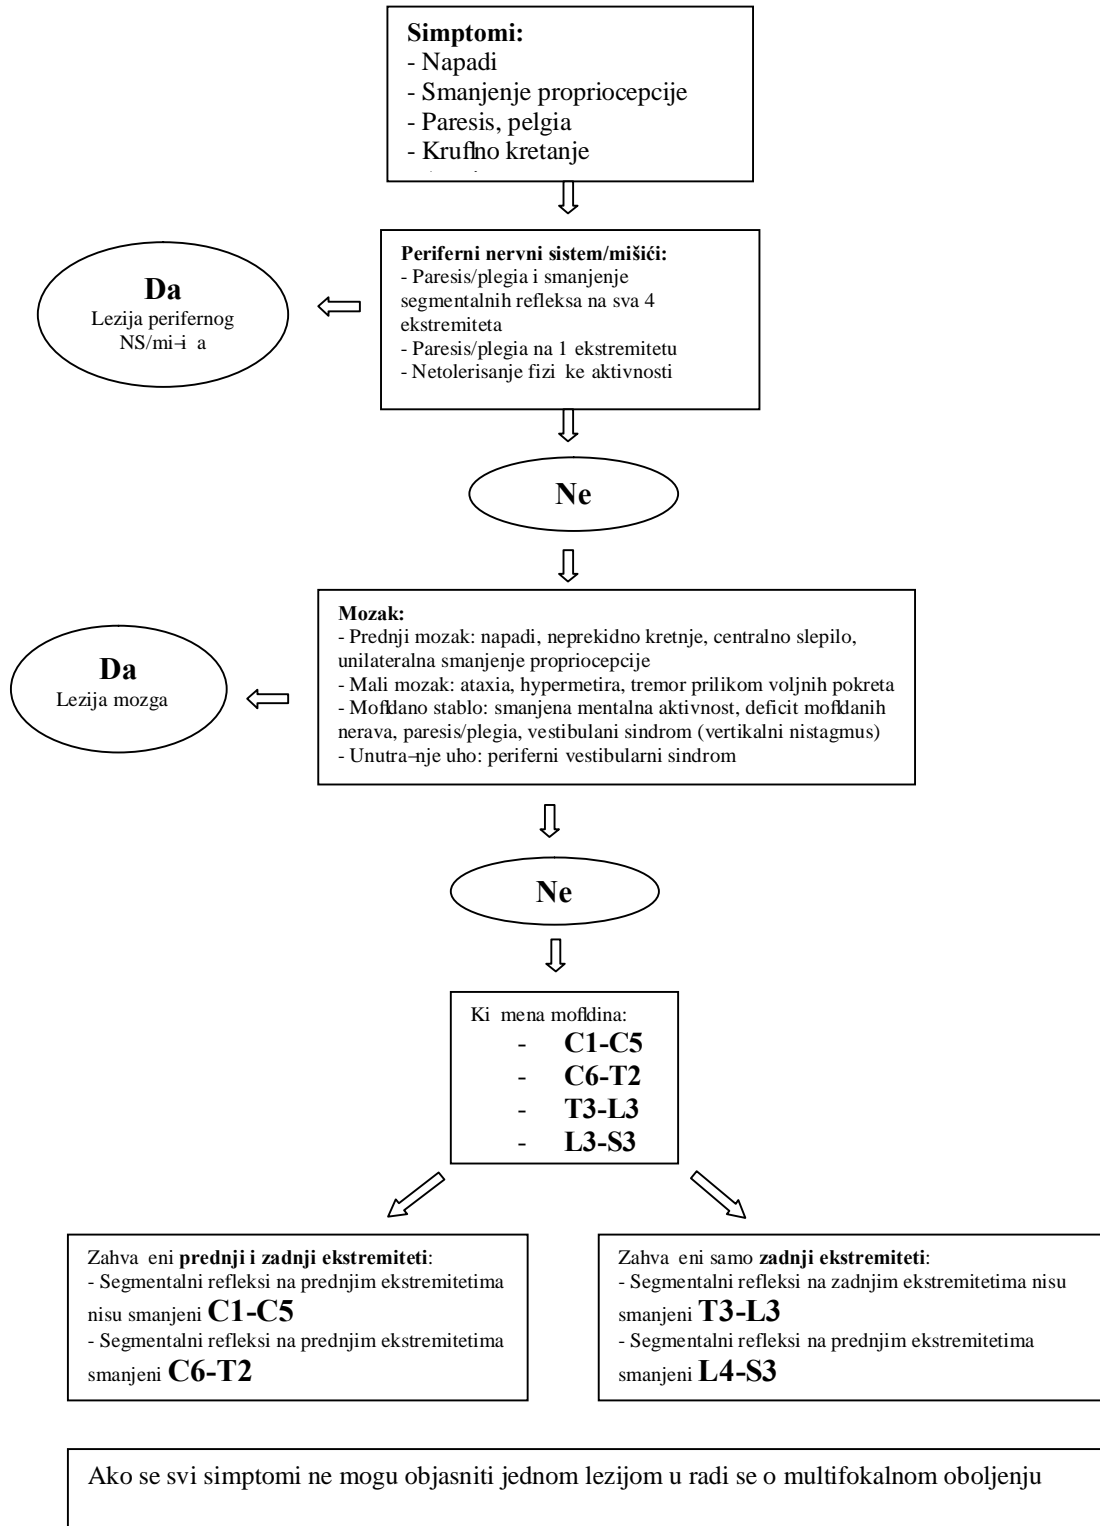 Simptomi:
- Napadi
- Smanjenje propriocepcije
- Paresis, pelgia
- Kruflno kretanje
Periferni nervni sistem/mišići:
- Paresis/plegia i smanjenje
segmentalnih refleksa na sva 4
ekstremiteta
- Paresis/plegia na 1 ekstremitetu
- Netolerisanje fizi ke aktivnosti
Da
Lezija perifernog
NS/mi–i a
Ne
Mozak:
- Prednji mozak: napadi, neprekidno kretnje, centralno slepilo,
unilateralna smanjenje propriocepcije
- Mali mozak: ataxia, hypermetira, tremor prilikom voljnih pokreta
- Mofldano stablo: smanjena mentalna aktivnost, deficit mofldanih
nerava, paresis/plegia, vestibulani sindrom (vertikalni nistagmus)
- Unutra–nje uho: periferni vestibularni sindrom
Da
Lezija mozga
Ne
Ki mena mofldina:
- C1-C5
- C6-T2
- T3-L3
- L3-S3
Zahva eni prednji i zadnji ekstremiteti:
- Segmentalni refleksi na prednjim ekstremitetima
nisu smanjeni C1-C5
- Segmentalni refleksi na prednjim ekstremitetima
smanjeni C6-T2
Zahva eni samo zadnji ekstremiteti:
- Segmentalni refleksi na zadnjim ekstremitetima nisu
smanjeni T3-L3
- Segmentalni refleksi na prednjim ekstremitetima
smanjeni L4-S3
Ako se svi simptomi ne mogu objasniti jednom lezijom u radi se o multifokalnom oboljenju